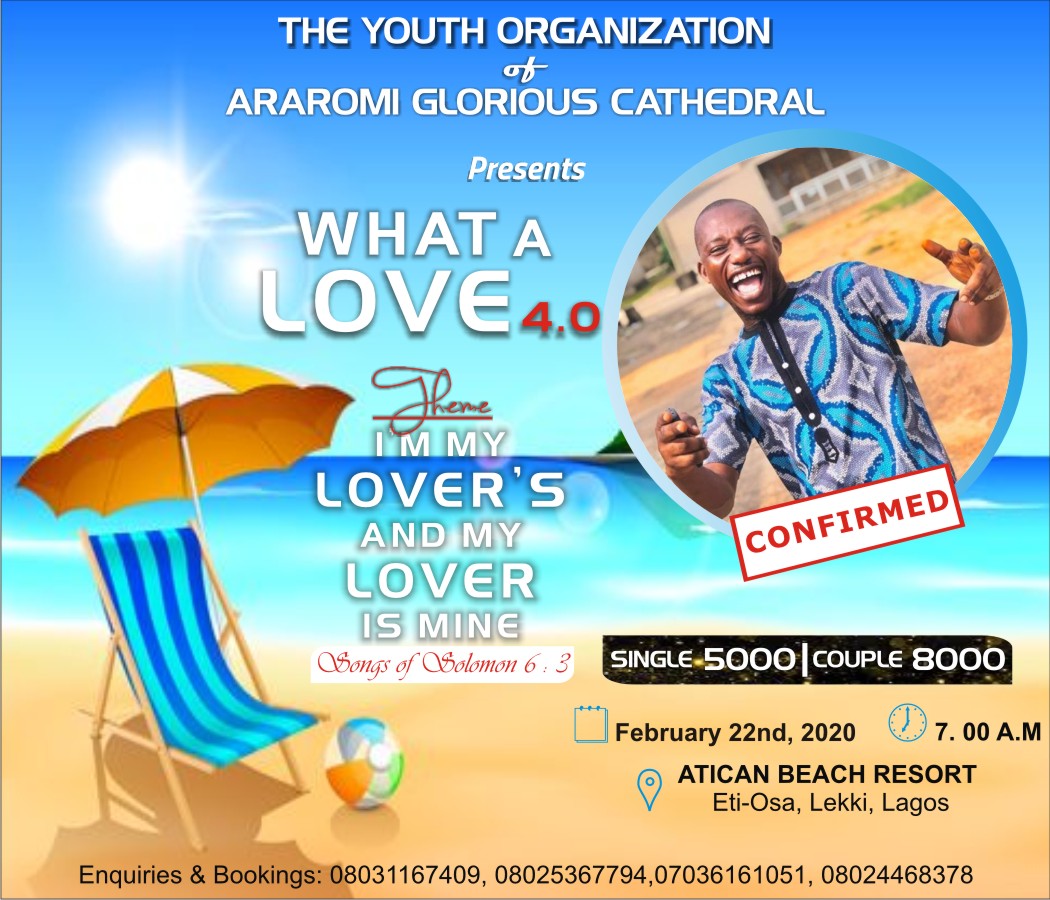 THE YOUTH ORGANIZATION
of
ARAROMI GLORIOUS CATHEDRAL
Presents
WHAT A
LOVE 4.0
Theme
I'M MY
LOVER'S
AND MY
LOVER
IS MINE
Songs of Solomon 6 : 3
CONFIRMED
SINGLE 5000|COUPLE 8000
February 22nd, 2020
7. 00 A.M
ATICAN BEACH RESORT
Eti-Osa, Lekki, Lagos
Enquiries & Bookings: 08031167409, 08025367794,07036161051, 08024468378